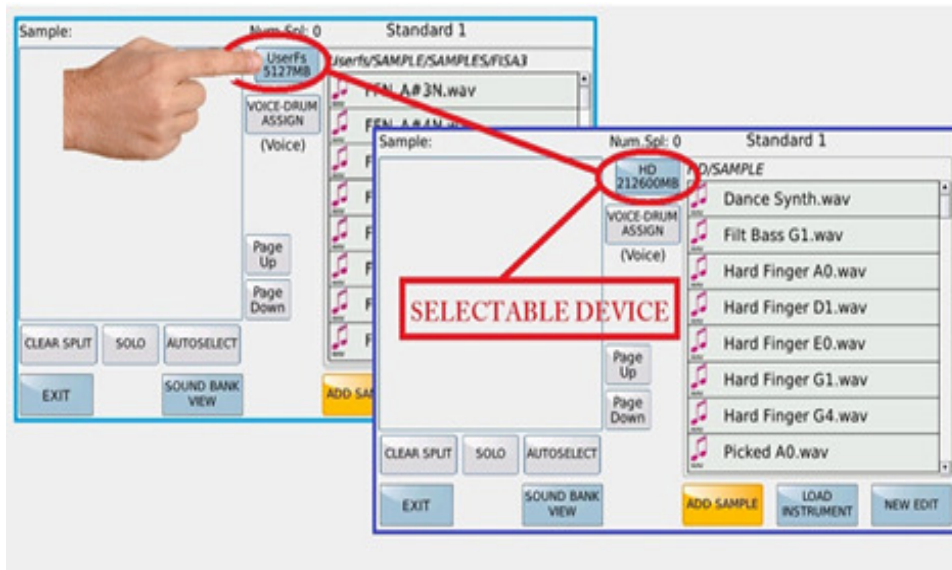 Sample:
Num.Spl: 0
Standard 1
UserFs
5127MB
Userfs/SAMPLE/SAMPLES/FISA3
FFN A#3N.wav
VOICE-DRUM
ASSIGN
(Voice)
Page
Up
Page
Down
CLEAR SPLIT
SOLO
AUTOSELECT
EXIT
SOUND BANK
VIEW
Sample:
Num.Spl: 0
Standard 1
HD
212600MB
HD/SAMPLE
VOICE-DRUM
ASSIGN
(Voice)
Dance Synth.wav
Filt Bass G1.wav
Hard Finger A0.wav
Hard Finger D1.wav
Hard Finger E0.wav
Hard Finger G1.wav
Hard Finger G4.wav
Picked A0.wav
SELECTABLE DEVICE
Page
Up
Page
Down
CLEAR SPLIT
SOLO
AUTOSELECT
EXIT
SOUND BANK
VIEW
ADD SAMPLE
LOAD
INSTRUMENT
NEW EDIT